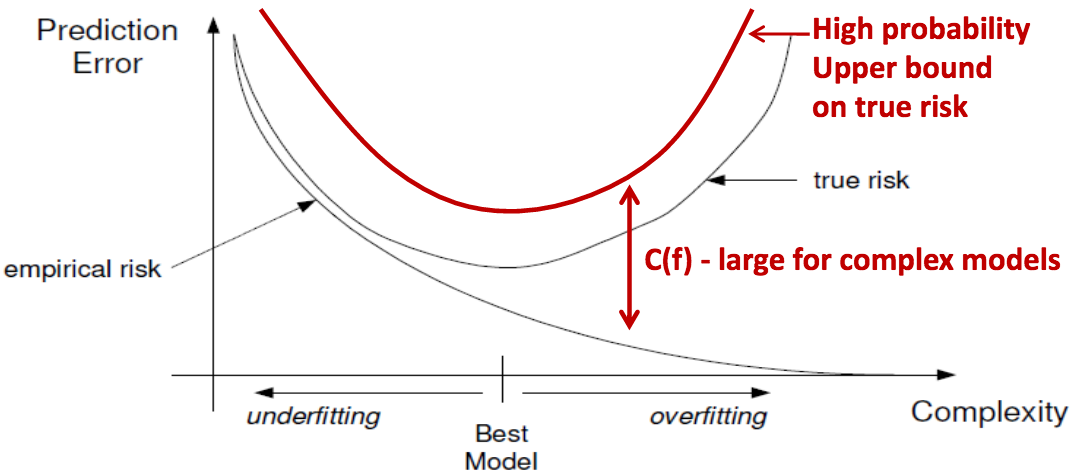 Prediction
Error
High probability
Upper bound
on true risk
true risk
empirical risk
C(f) - large for complex models
underfitting
overfitting
Complexity
Best
Model